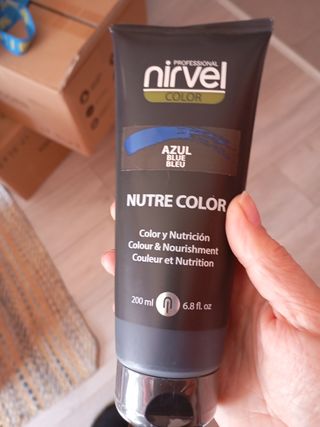 PROFESSIONAL
nirvel
COLOR
AZUL
BLUE
BLEU
NUTRE COLOR
Color y Nutrición
Colour & Nourishment
Couleur et Nutrition
200 ml 6.8 fl. oz